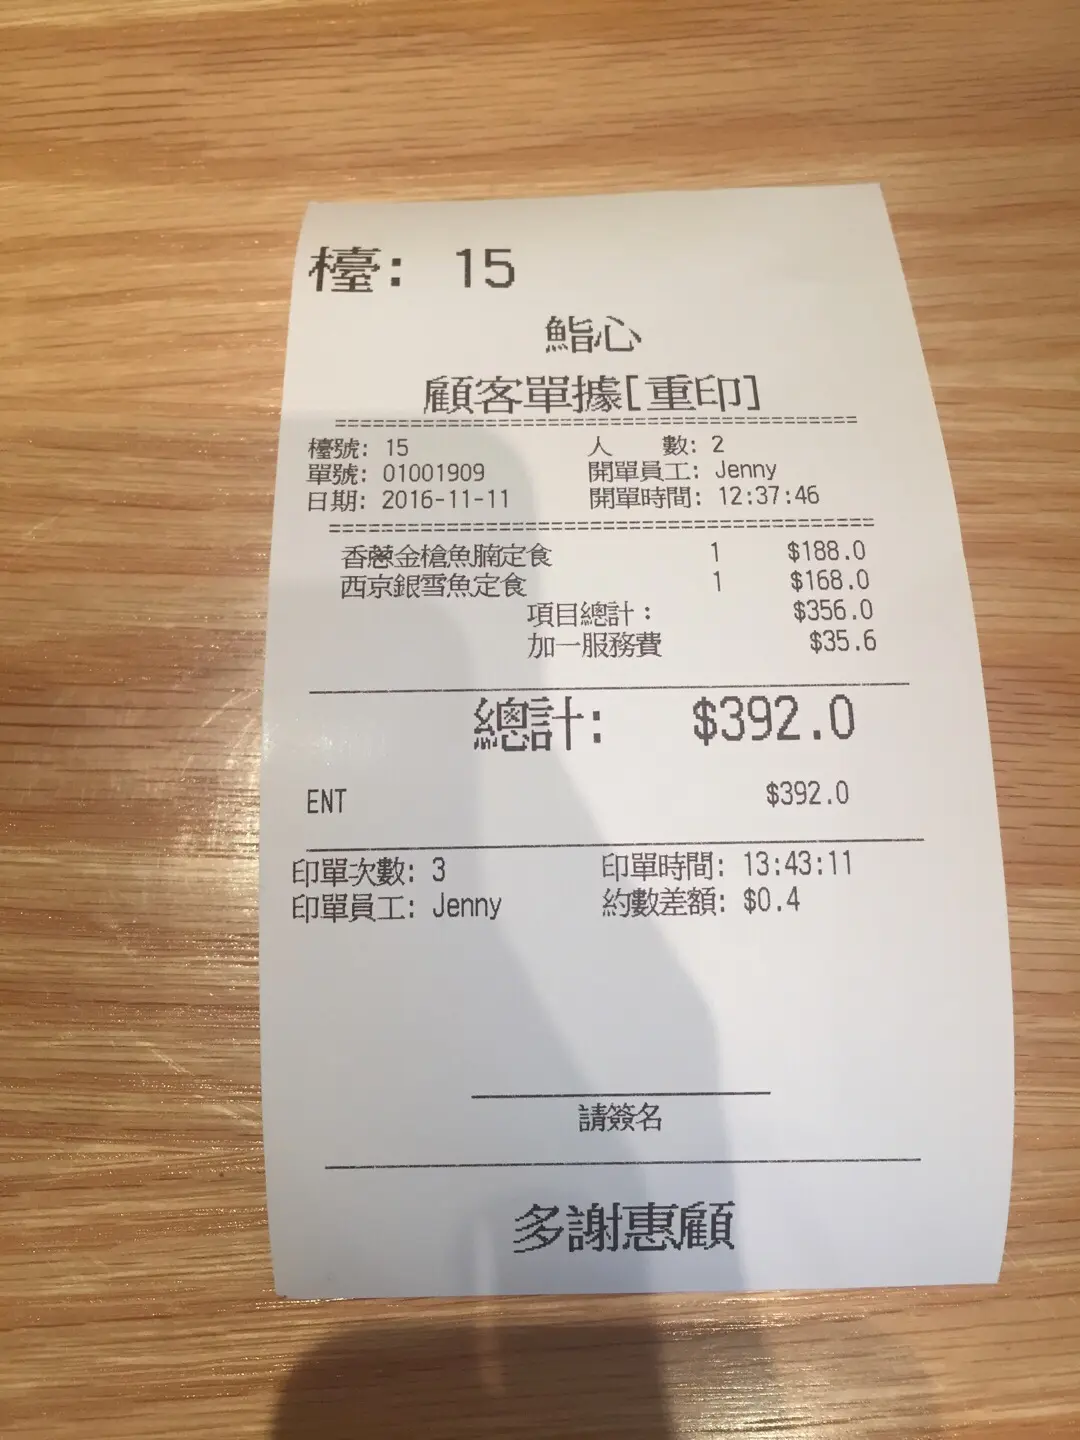 檯: 15
鮨心
顧客單據[重印]
檯號: 15 人 數: 2
單號: 01001909 開單員工: Jenny
日期: 2016-11-11 開單時間: 12:37:46
香蔥金槍魚腩定食 1 $188.0
西京銀雪魚定食 1 $168.0
項目總計: $356.0
加一服務費 $35.6
總計: $392.0
ENT $392.0
印單次數: 3 印單時間: 13:43:11
印單員工: Jenny 約數差額: $0.4
請簽名
多謝惠顧